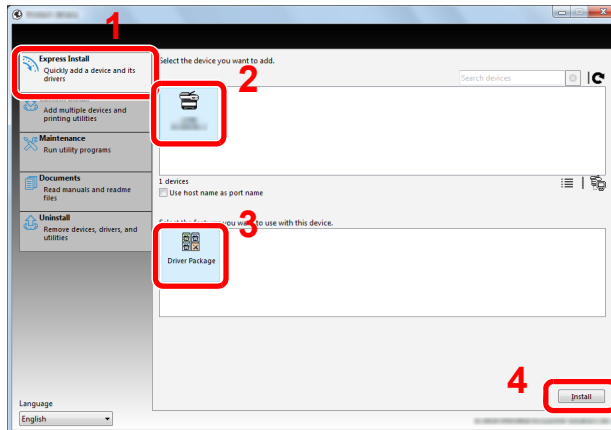 1
Express Install
Quickly add a device and its
drivers
Add multiple devices and
printing utilities
Maintenance
Run utility programs
Documents
Read manuals and readme
files
Uninstall
Remove devices, drivers, and
utilities
Language
English
Select the device you want to add.
2
Search devices
1 devices
Use host name as port name
Select the features you want to use with this device.
3
Driver Package
4
Install